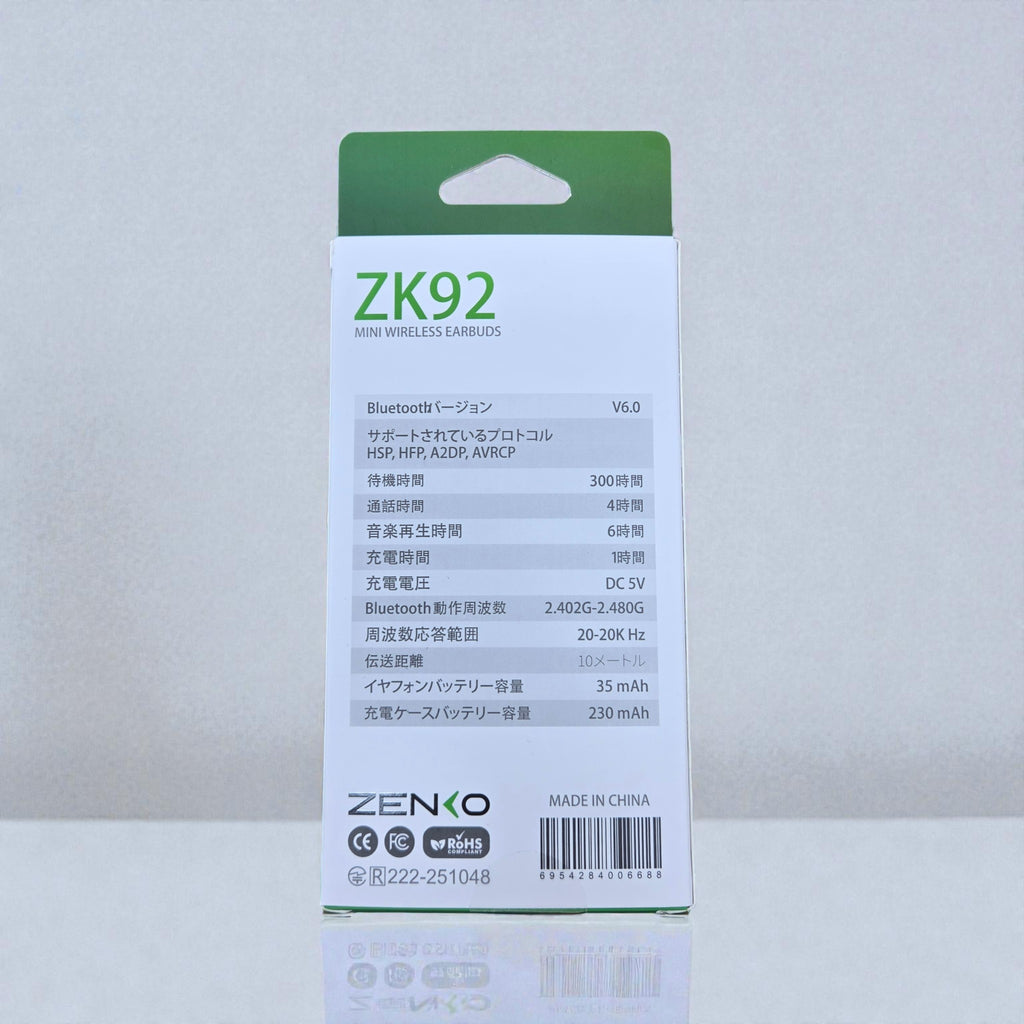 ZK92
MINI WIRELESS EARBUDS
Bluetoothバージョン V6.0
サポートされているプロトコル
HSP, HFP, A2DP, AVRCP
待機時間 300時間
通話時間 4時間
音楽再生時間 6時間
充電時間 1時間
充電電圧 DC 5V
Bluetooth動作周波数 2.402G-2.480G
周波数応答範囲 20-20K Hz
伝送距離 10メートル
イヤフォンバッテリー容量 35 mAh
充電ケースバッテリー容量 230 mAh
ZENKO MADE IN CHINA
CE FC RoHS
COMPLIANT
R 222-251048 6954284006688